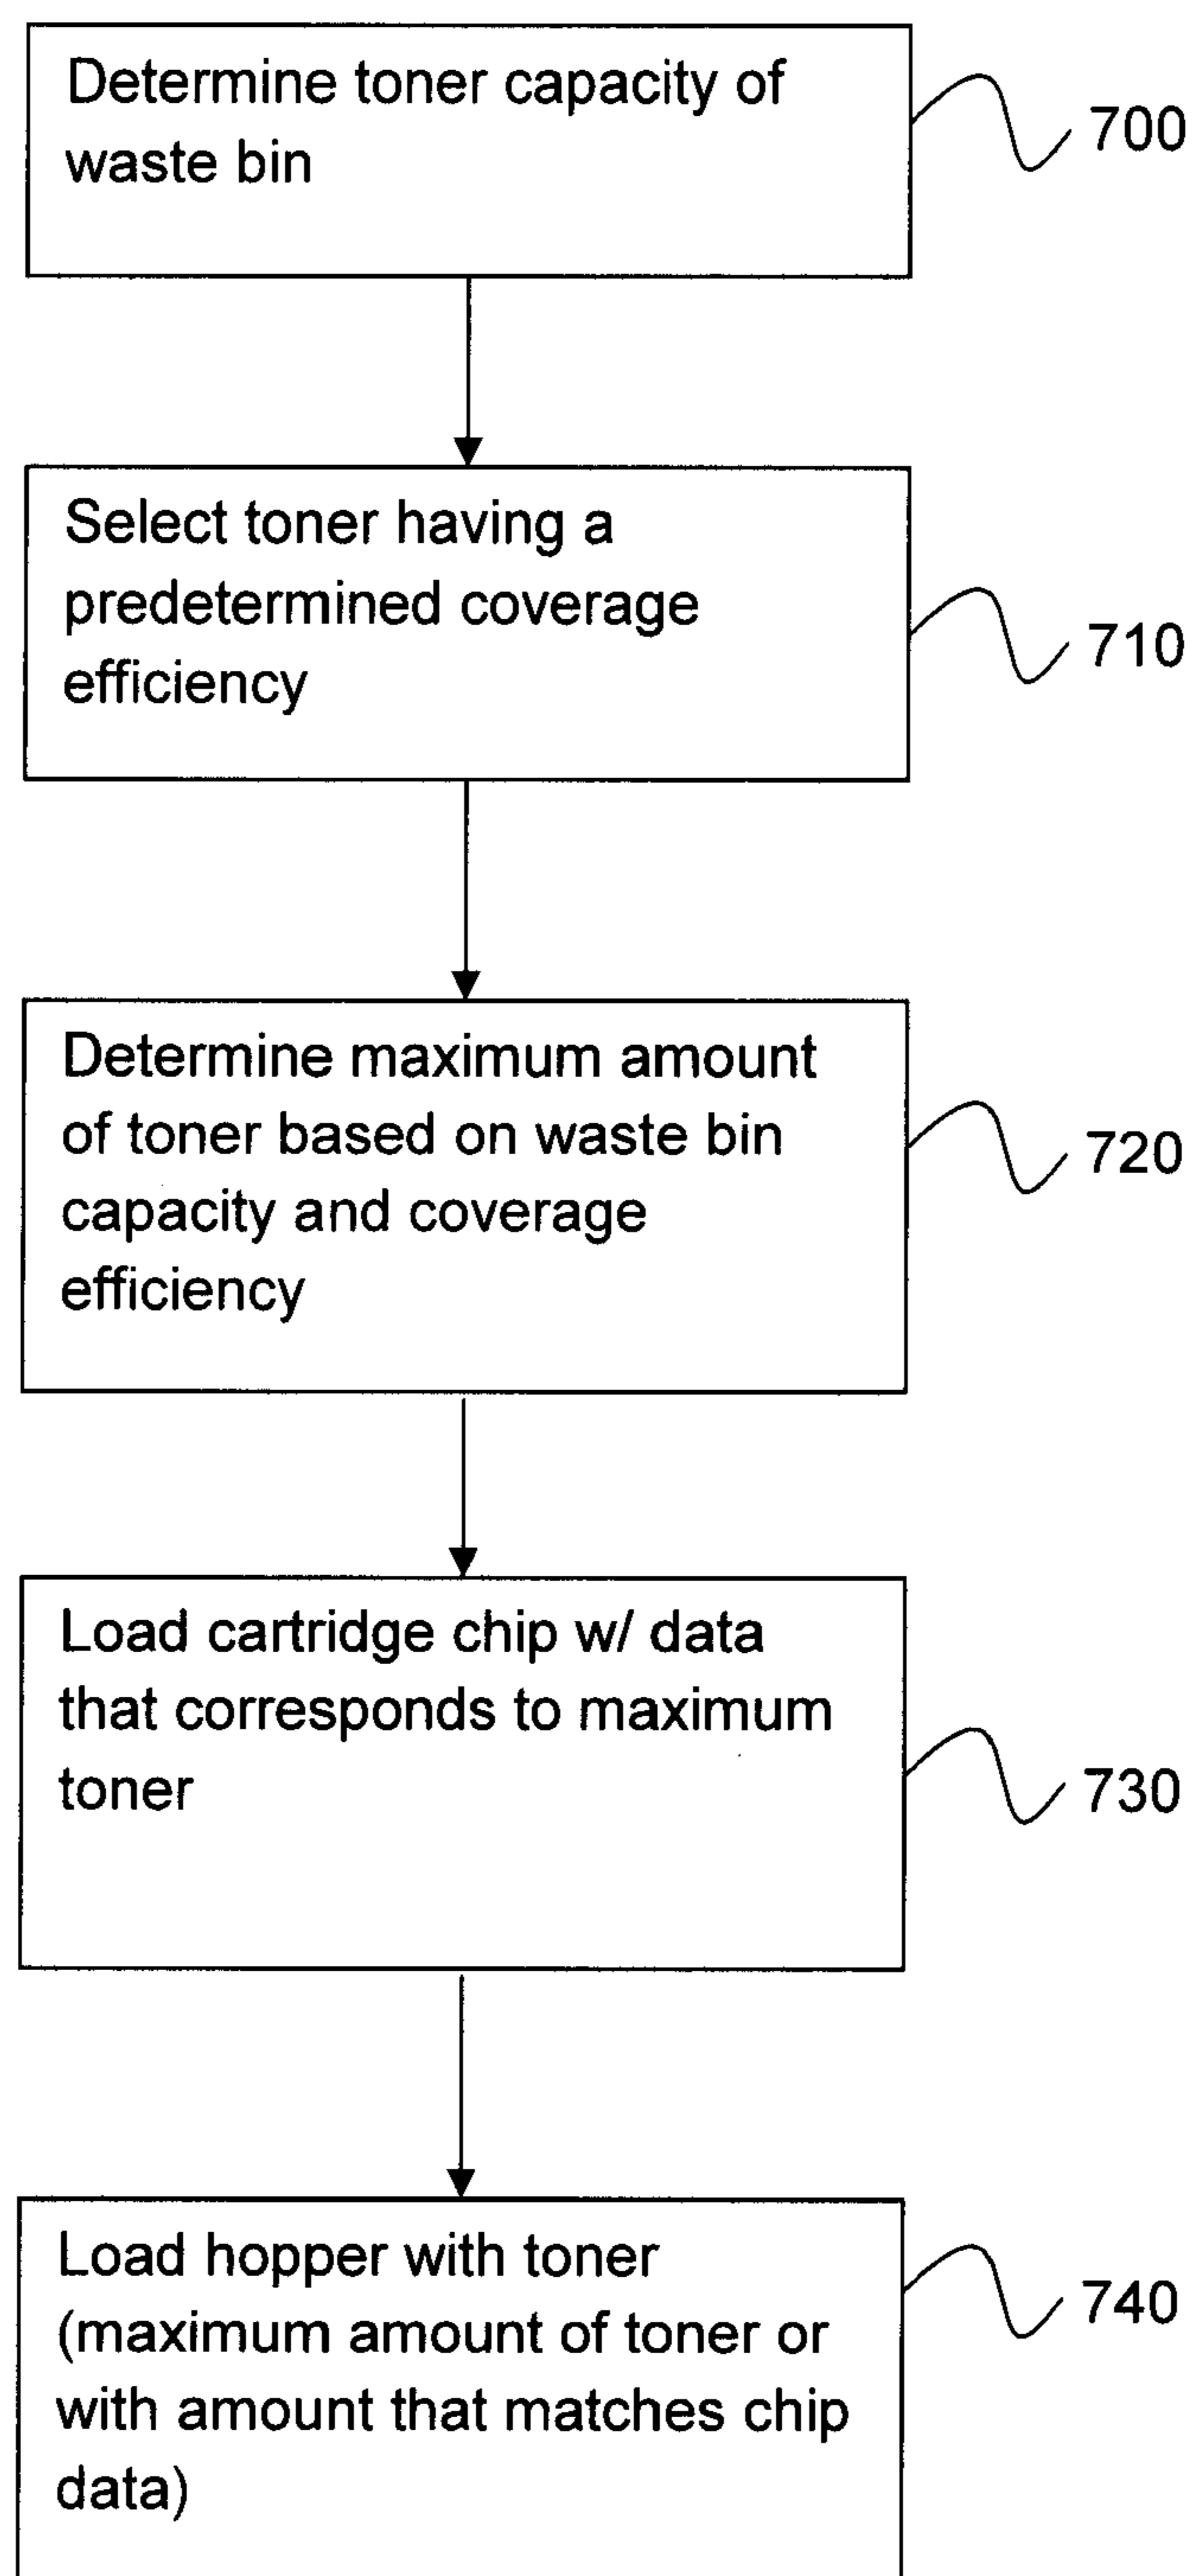 Determine toner capacity of
waste bin
700
Select toner having a
predetermined coverage
efficiency
710
Determine maximum amount
of toner based on waste bin
capacity and coverage
efficiency
720
Load cartridge chip w/ data
that corresponds to maximum
toner
730
Load hopper with toner
(maximum amount of toner or
with amount that matches chip
data)
740